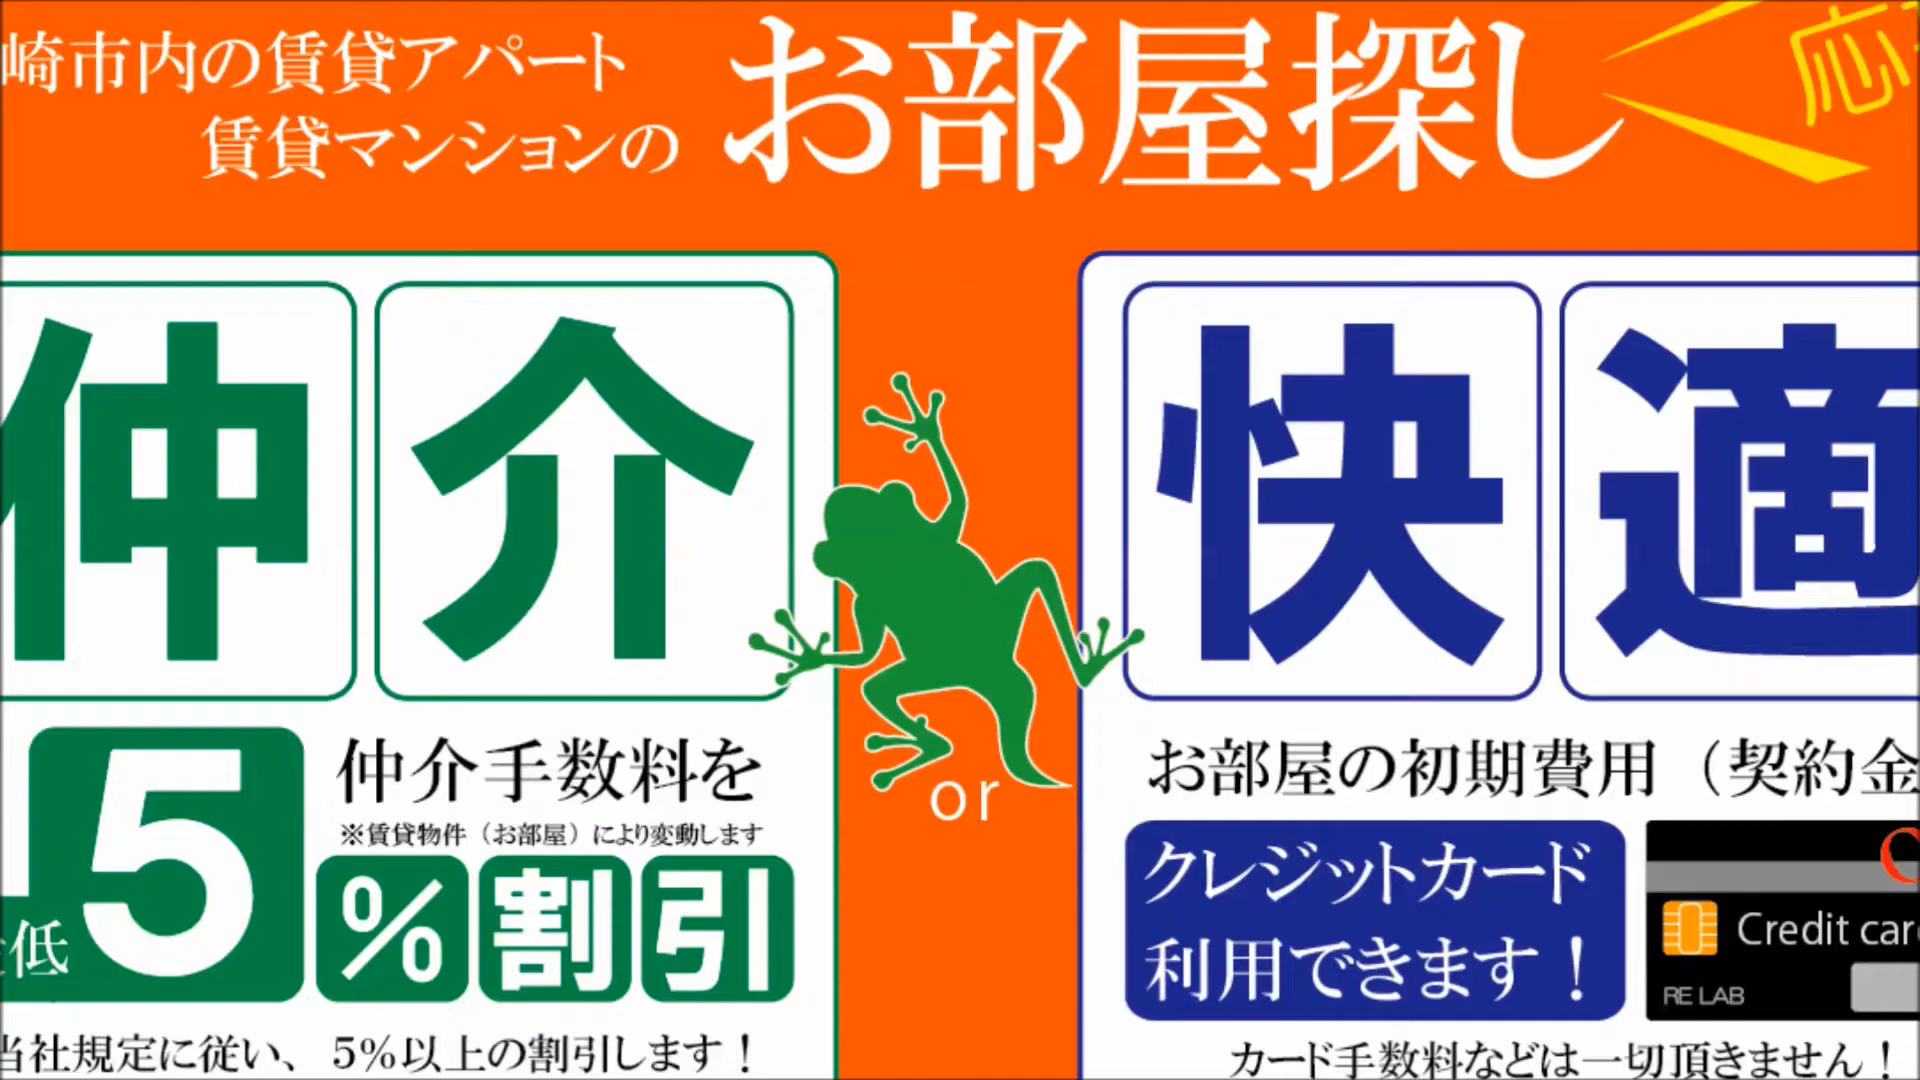 崎市内の賃貸アパート
賃貸マンションの
お部屋探し
応
仲介
快適
5
低
仲介手数料を
※賃貸物件（お部屋）により変動します
%割引
当社規定に従い、5%以上の割引します！
or
お部屋の初期費用（契約金
クレジットカード
利用できます！
Credit car
RE LAB
カード手数料などは一切頂きません！